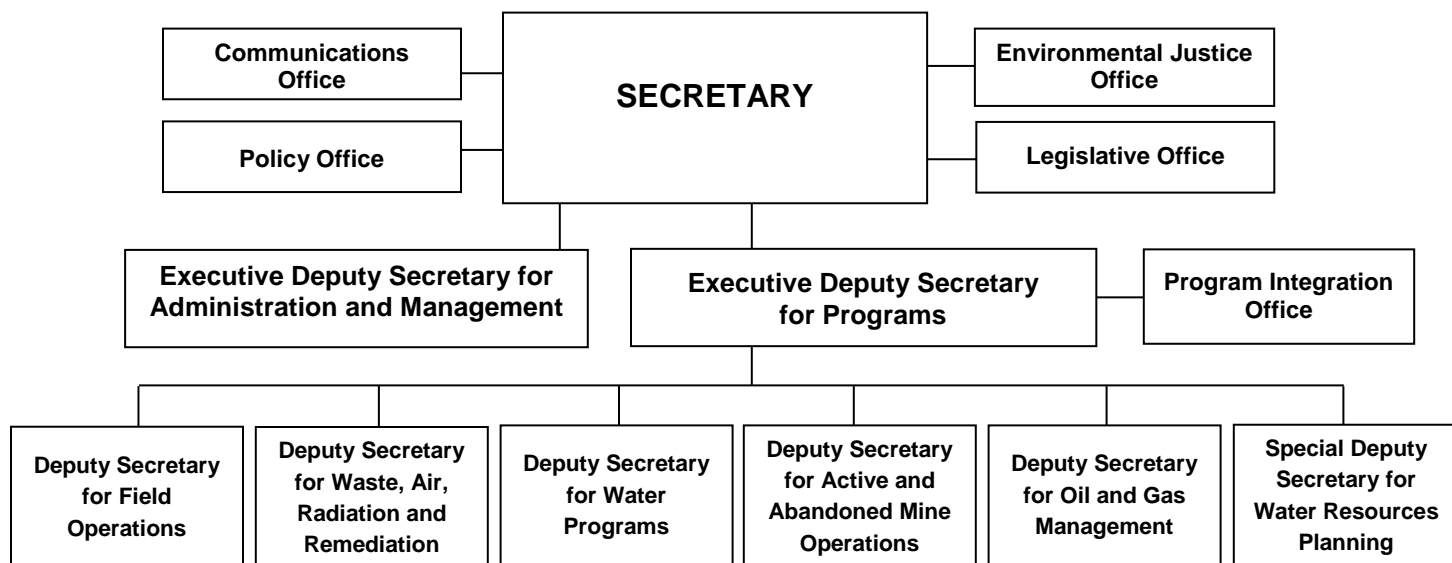 Communications
Office
SECRETARY
Environmental Justice
Office
Policy Office
Legislative Office
Executive Deputy Secretary for
Administration and Management
Executive Deputy Secretary
for Programs
Program Integration
Office
Deputy Secretary
for Field
Operations
Deputy Secretary
for Waste, Air,
Radiation and
Remediation
Deputy Secretary
for Water
Programs
Deputy Secretary
for Active and
Abandoned Mine
Operations
Deputy Secretary
for Oil and Gas
Management
Special Deputy
Secretary for
Water Resources
Planning